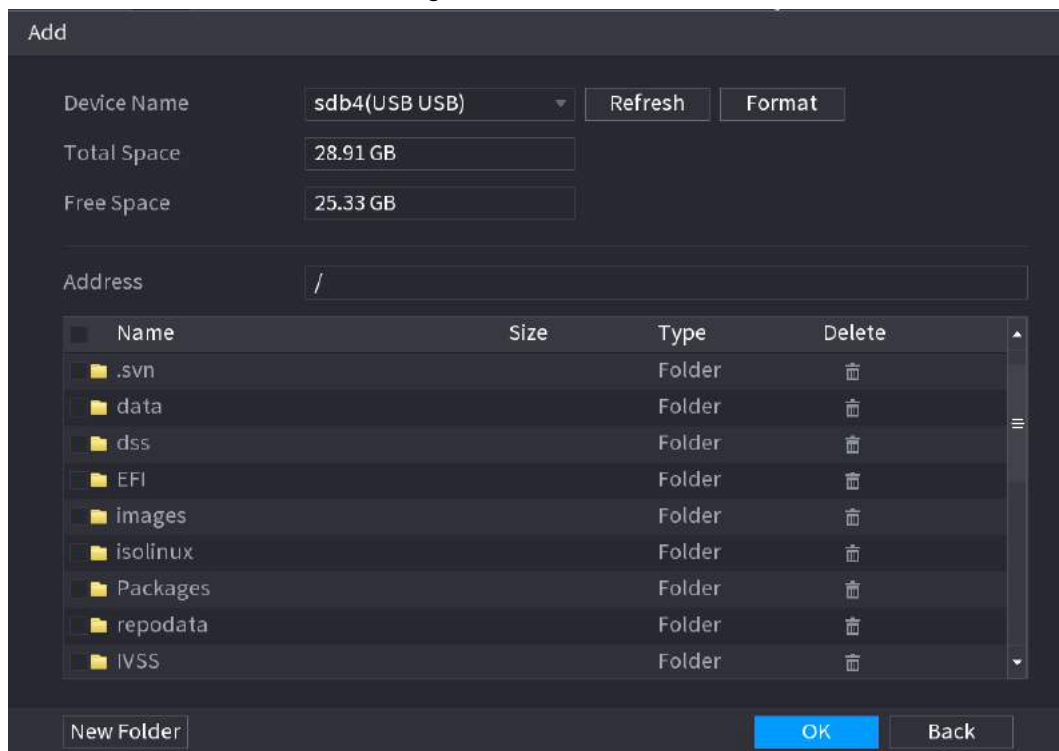 Add
Device Name sdb4(USB USB) Refresh Format
Total Space 28.91 GB
Free Space 25.33 GB
Address /
Name Size Type Delete
.svn Folder
data Folder
dss Folder
EFI Folder
images Folder
isolinux Folder
Packages Folder
repodata Folder
IVSS Folder
New Folder OK Back